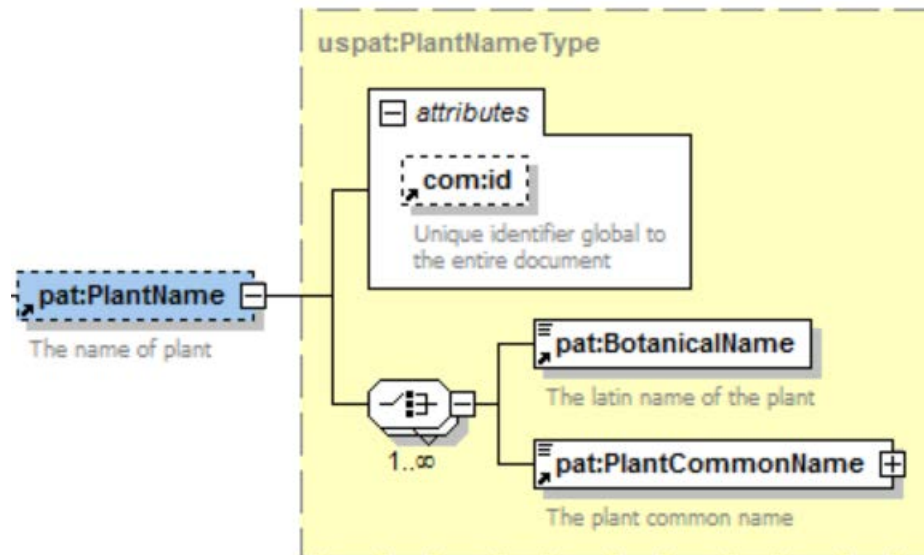 uspat:PlantNameType
attributes
com:id
Unique identifier global to
the entire document
pat:PlantName
The name of plant
pat:BotanicalName
The latin name of the plant
1..∞
pat:PlantCommonName
The plant common name